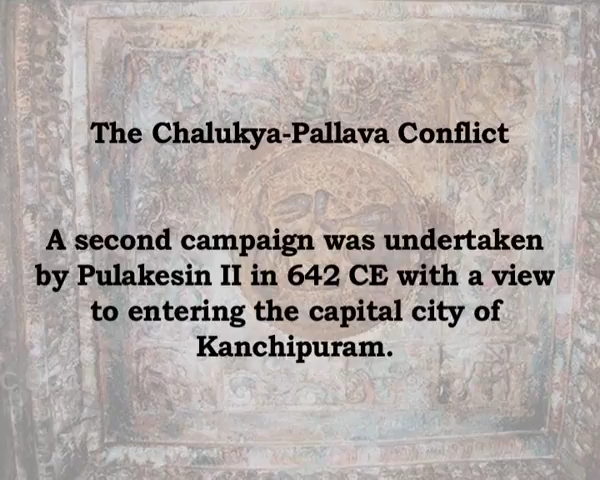 The Chalukya-Pallava Conflict
A second campaign was undertaken
by Pulakesin II in 642 CE with a view
to entering the capital city of
Kanchipuram.